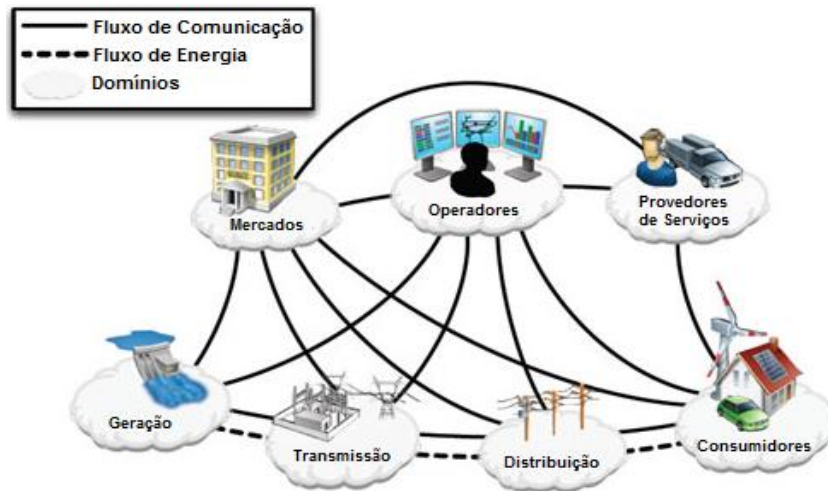 Fluxo de Comunicação
Fluxo de Energia
Domínios
Mercados
Operadores
Provedores
de Serviços
Geração
Transmissão
Distribuição
Consumidores